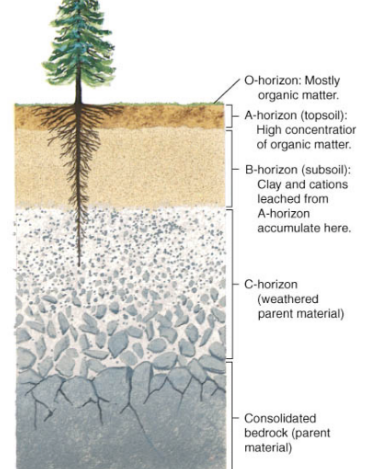 O-horizon: Mostly
organic matter.
A-horizon (topsoil):
High concentratior
of organic matter.
B-horizon (subsoil):
Clay and cations
leached from
A-horizon
accumulate here.
C-horizon
(weathered
parent material)
Consolidated
bedrock (parent
material)